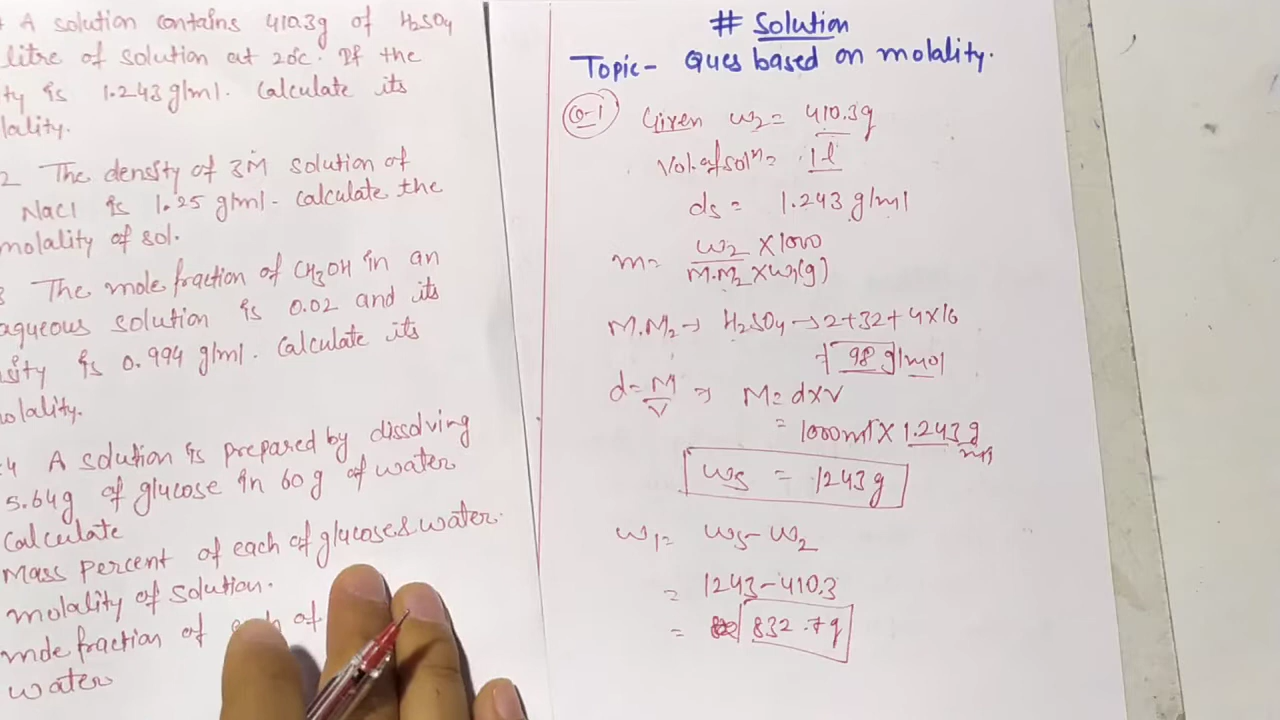 A solution contains 410.3g of H2SO4
litre of solution at 20c. If the
ty is 1.243 g/ml. Calculate its
lality.
2 The density of 3M solution of
NaCl is 1.25 g/ml. Calculate the
molality of sol.
The mole fraction of CH3OH in an
aqueous solution is 0.02 and its
sity is 0.994 g/ml. Calculate its
molality.
4 A solution is prepared by dissolving
5.64g of glucose in 60g of water
Calculate
Mass percent of each of glucose & water.
molality of solution.
mole fraction of each of
water
# Solution
Topic- Ques based on molality.
Q-1 Given w2 = 410.3g
Vol. of soln = 1l
ds = 1.243 g/ml
m = w2 × 1000
M.M2 × w1(g)
M.M2 → H2SO4 → 2+32+4×16
98 g/mol
d = M/V ⇒ M = d×V
= 1000ml × 1.243 g/ml
ws = 1243g
w1 = ws - w2
= 1243 - 410.3
= 832.7g